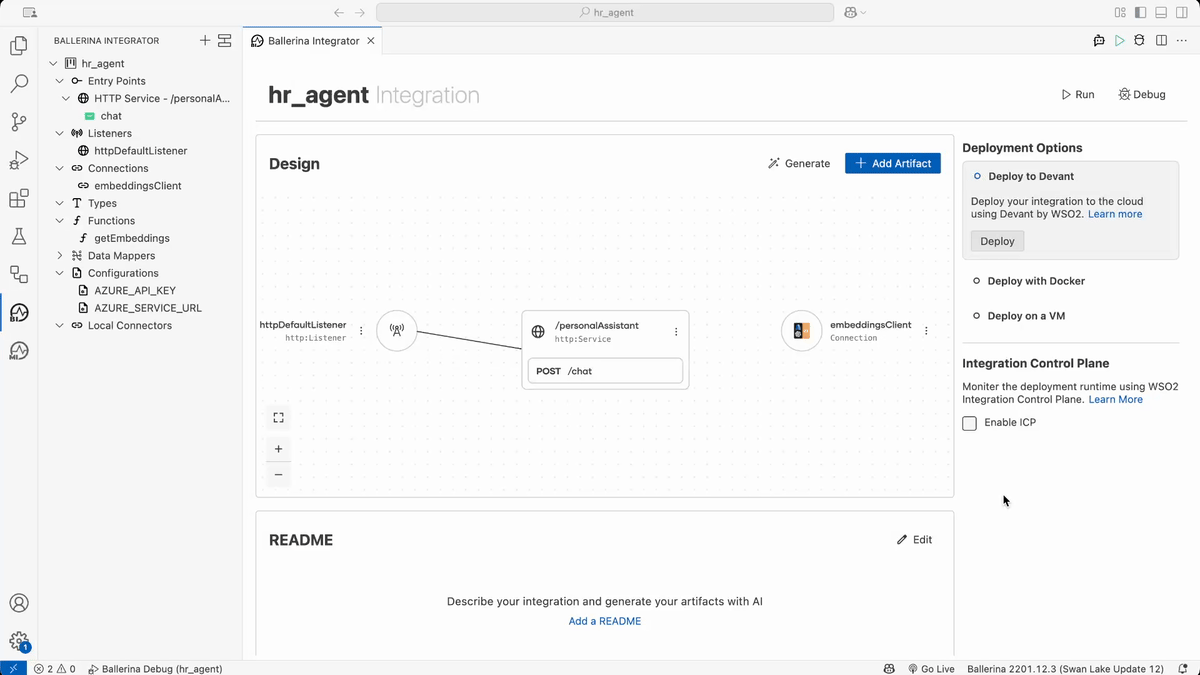 hr_agent
BALLERINA INTEGRATOR
hr_agent
Entry Points
HTTP Service - /personalA...
chat
Listeners
httpDefaultListener
Connections
embeddingsClient
Types
Functions
getEmbeddings
Data Mappers
Configurations
AZURE_API_KEY
AZURE_SERVICE_URL
Local Connectors
1
Ballerina Integrator
hr_agent Integration
Run
Debug
Design
Generate
Add Artifact
httpDefaultListener
http:Listener
/personalAssistant
http:Service
POST /chat
embeddingsClient
Connection
README
Edit
Describe your integration and generate your artifacts with AI
Add a README
Deployment Options
Deploy to Devant
Deploy your integration to the cloud
using Devant by WSO2. Learn more
Deploy
Deploy with Docker
Deploy on a VM
Integration Control Plane
Moniter the deployment runtime using WSO2
Integration Control Plane. Learn More
Enable ICP
2 0 Ballerina Debug (hr_agent)
Go Live Ballerina 2201.12.3 (Swan Lake Update 12)